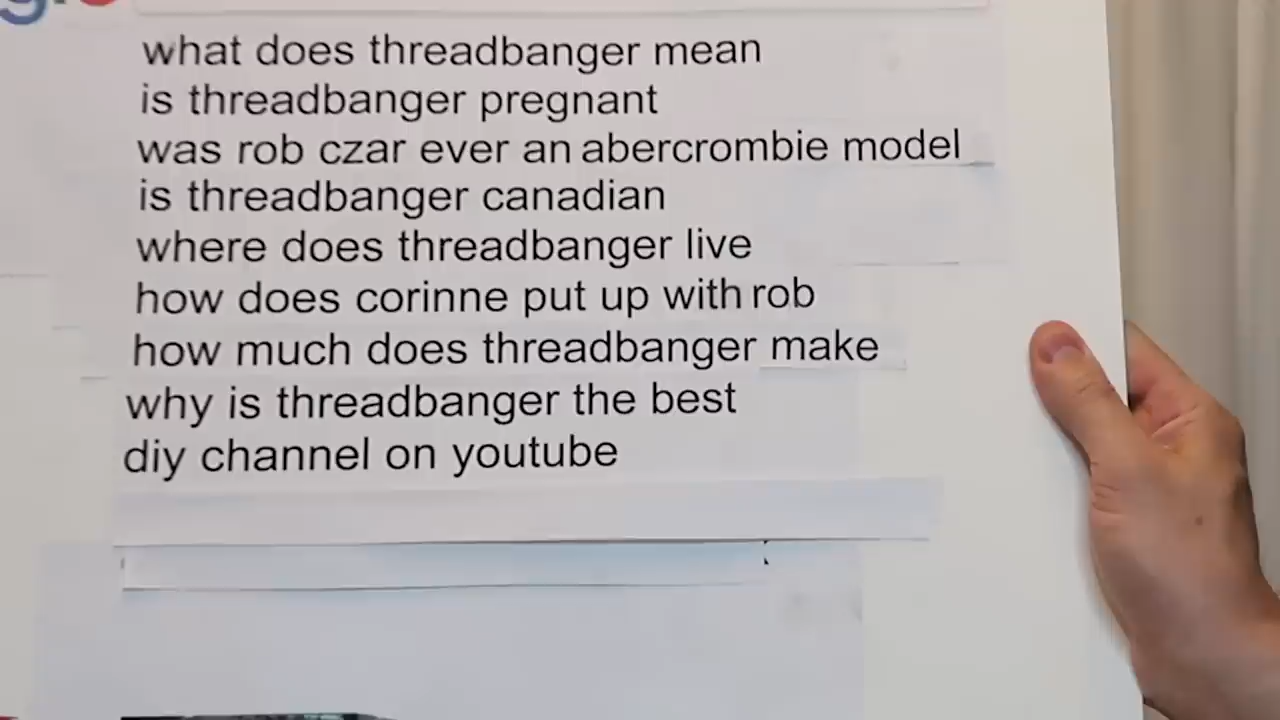 what does threadbanger mean
is threadbanger pregnant
was rob czar ever an abercrombie model
is threadbanger canadian
where does threadbanger live
how does corinne put up with rob
how much does threadbanger make
why is threadbanger the best
diy channel on youtube